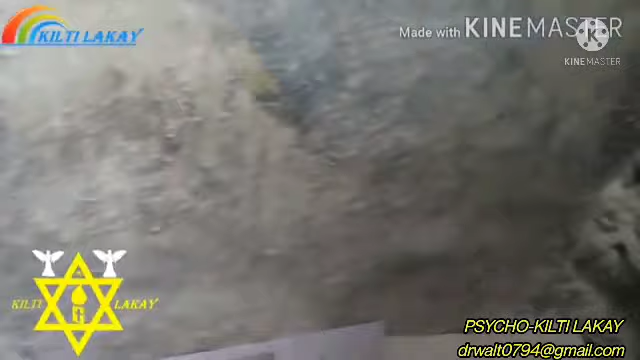 KILTI LAKAY
Made with KINEMASTER
KINEMASTER
KILTI LAKAY
G
PSYCHO-KILTI LAKAY
drwalt0794@gmail.com